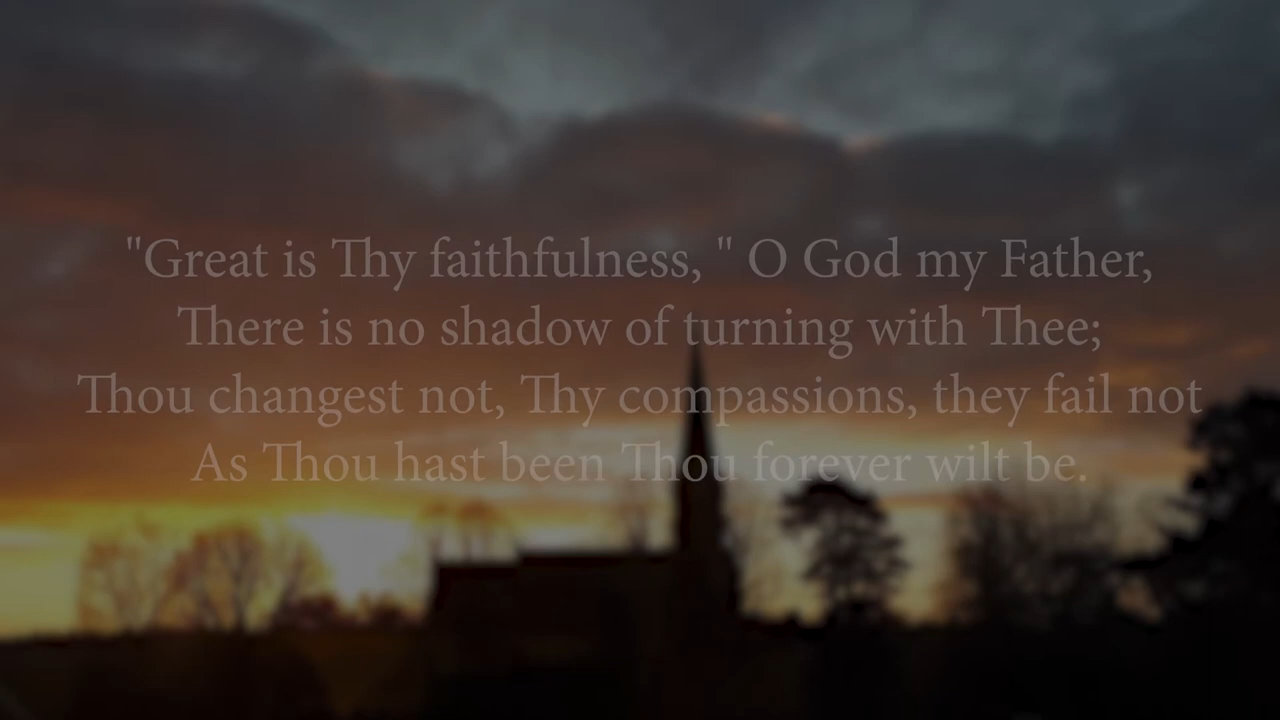 "Great is Thy faithfulness, " O God my Father,
There is no shadow of turning with Thee;
Thou changest not, Thy compassions, they fail not
As Thou hast been Thou forever wilt be.